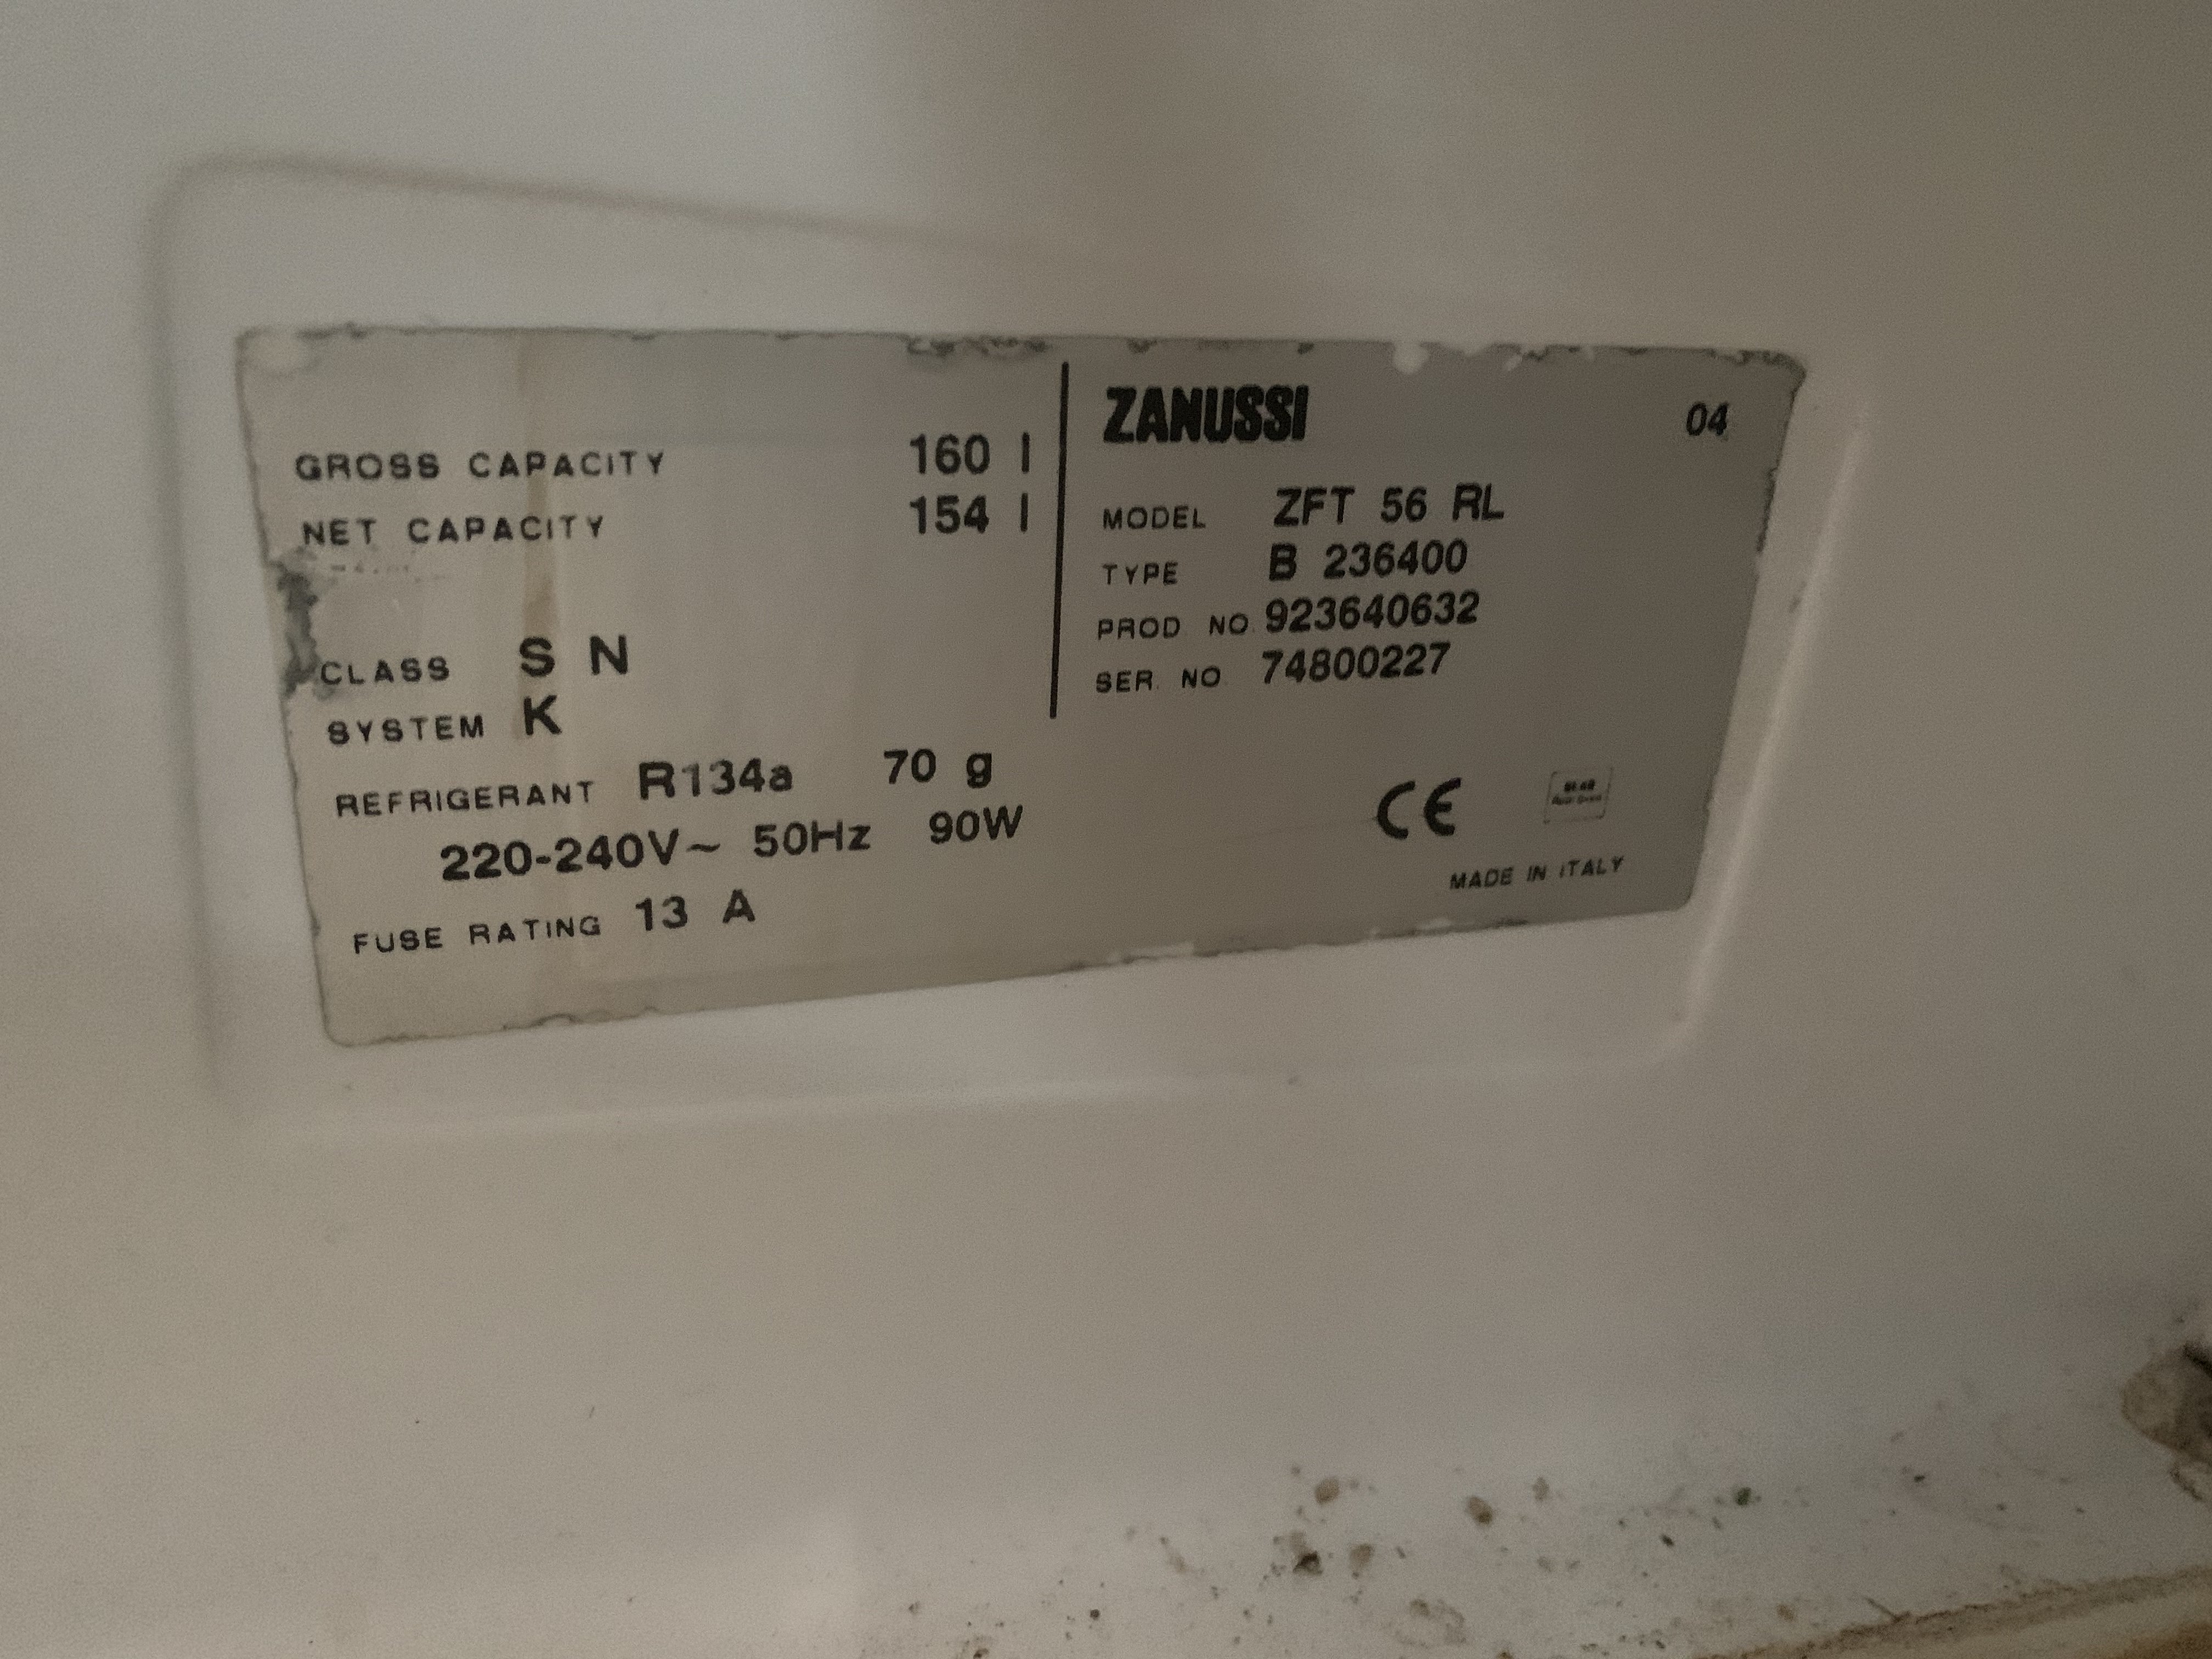 GROSS CAPACITY 160 l
NET CAPACITY 154 l
CLASS S N
SYSTEM K
REFRIGERANT R134a 70 g
220-240V~ 50Hz 90W
FUSE RATING 13 A
ZANUSSI 04
MODEL ZFT 56 RL
TYPE B 236400
PROD NO. 923640632
SER. NO 74800227
CE
MADE IN ITALY